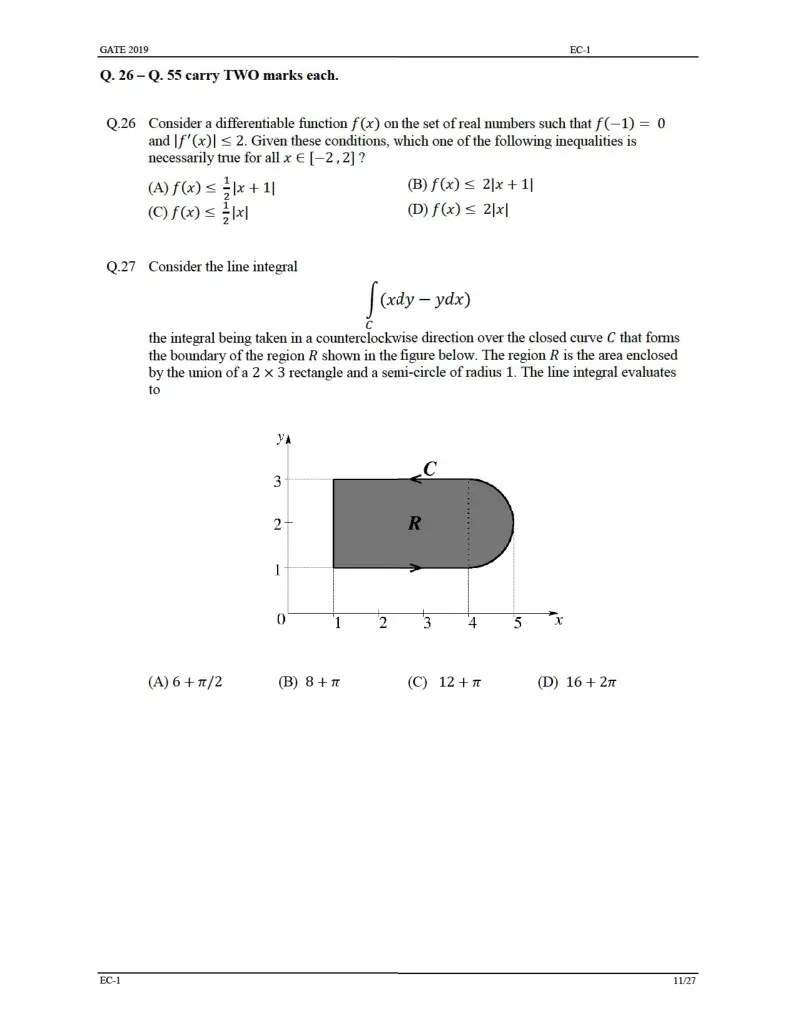 GATE 2019 EC-1
Q. 26 – Q. 55 carry TWO marks each.
Q.26 Consider a differentiable function f(x) on the set of real numbers such that f(−1) = 0
and |f′(x)| ≤ 2. Given these conditions, which one of the following inequalities is
necessarily true for all x ∈ [−2 , 2] ?
(A) f(x) ≤ 1/2|x + 1| (B) f(x) ≤ 2|x + 1|
(C) f(x) ≤ 1/2|x| (D) f(x) ≤ 2|x|
Q.27 Consider the line integral
∫C (xdy − ydx)
the integral being taken in a counterclockwise direction over the closed curve C that forms
the boundary of the region R shown in the figure below. The region R is the area enclosed
by the union of a 2 × 3 rectangle and a semi-circle of radius 1. The line integral evaluates
to
y
C
3
2 R
1
0 1 2 3 4 5 x
(A) 6 + π/2 (B) 8 + π (C) 12 + π (D) 16 + 2π
EC-1 11/27